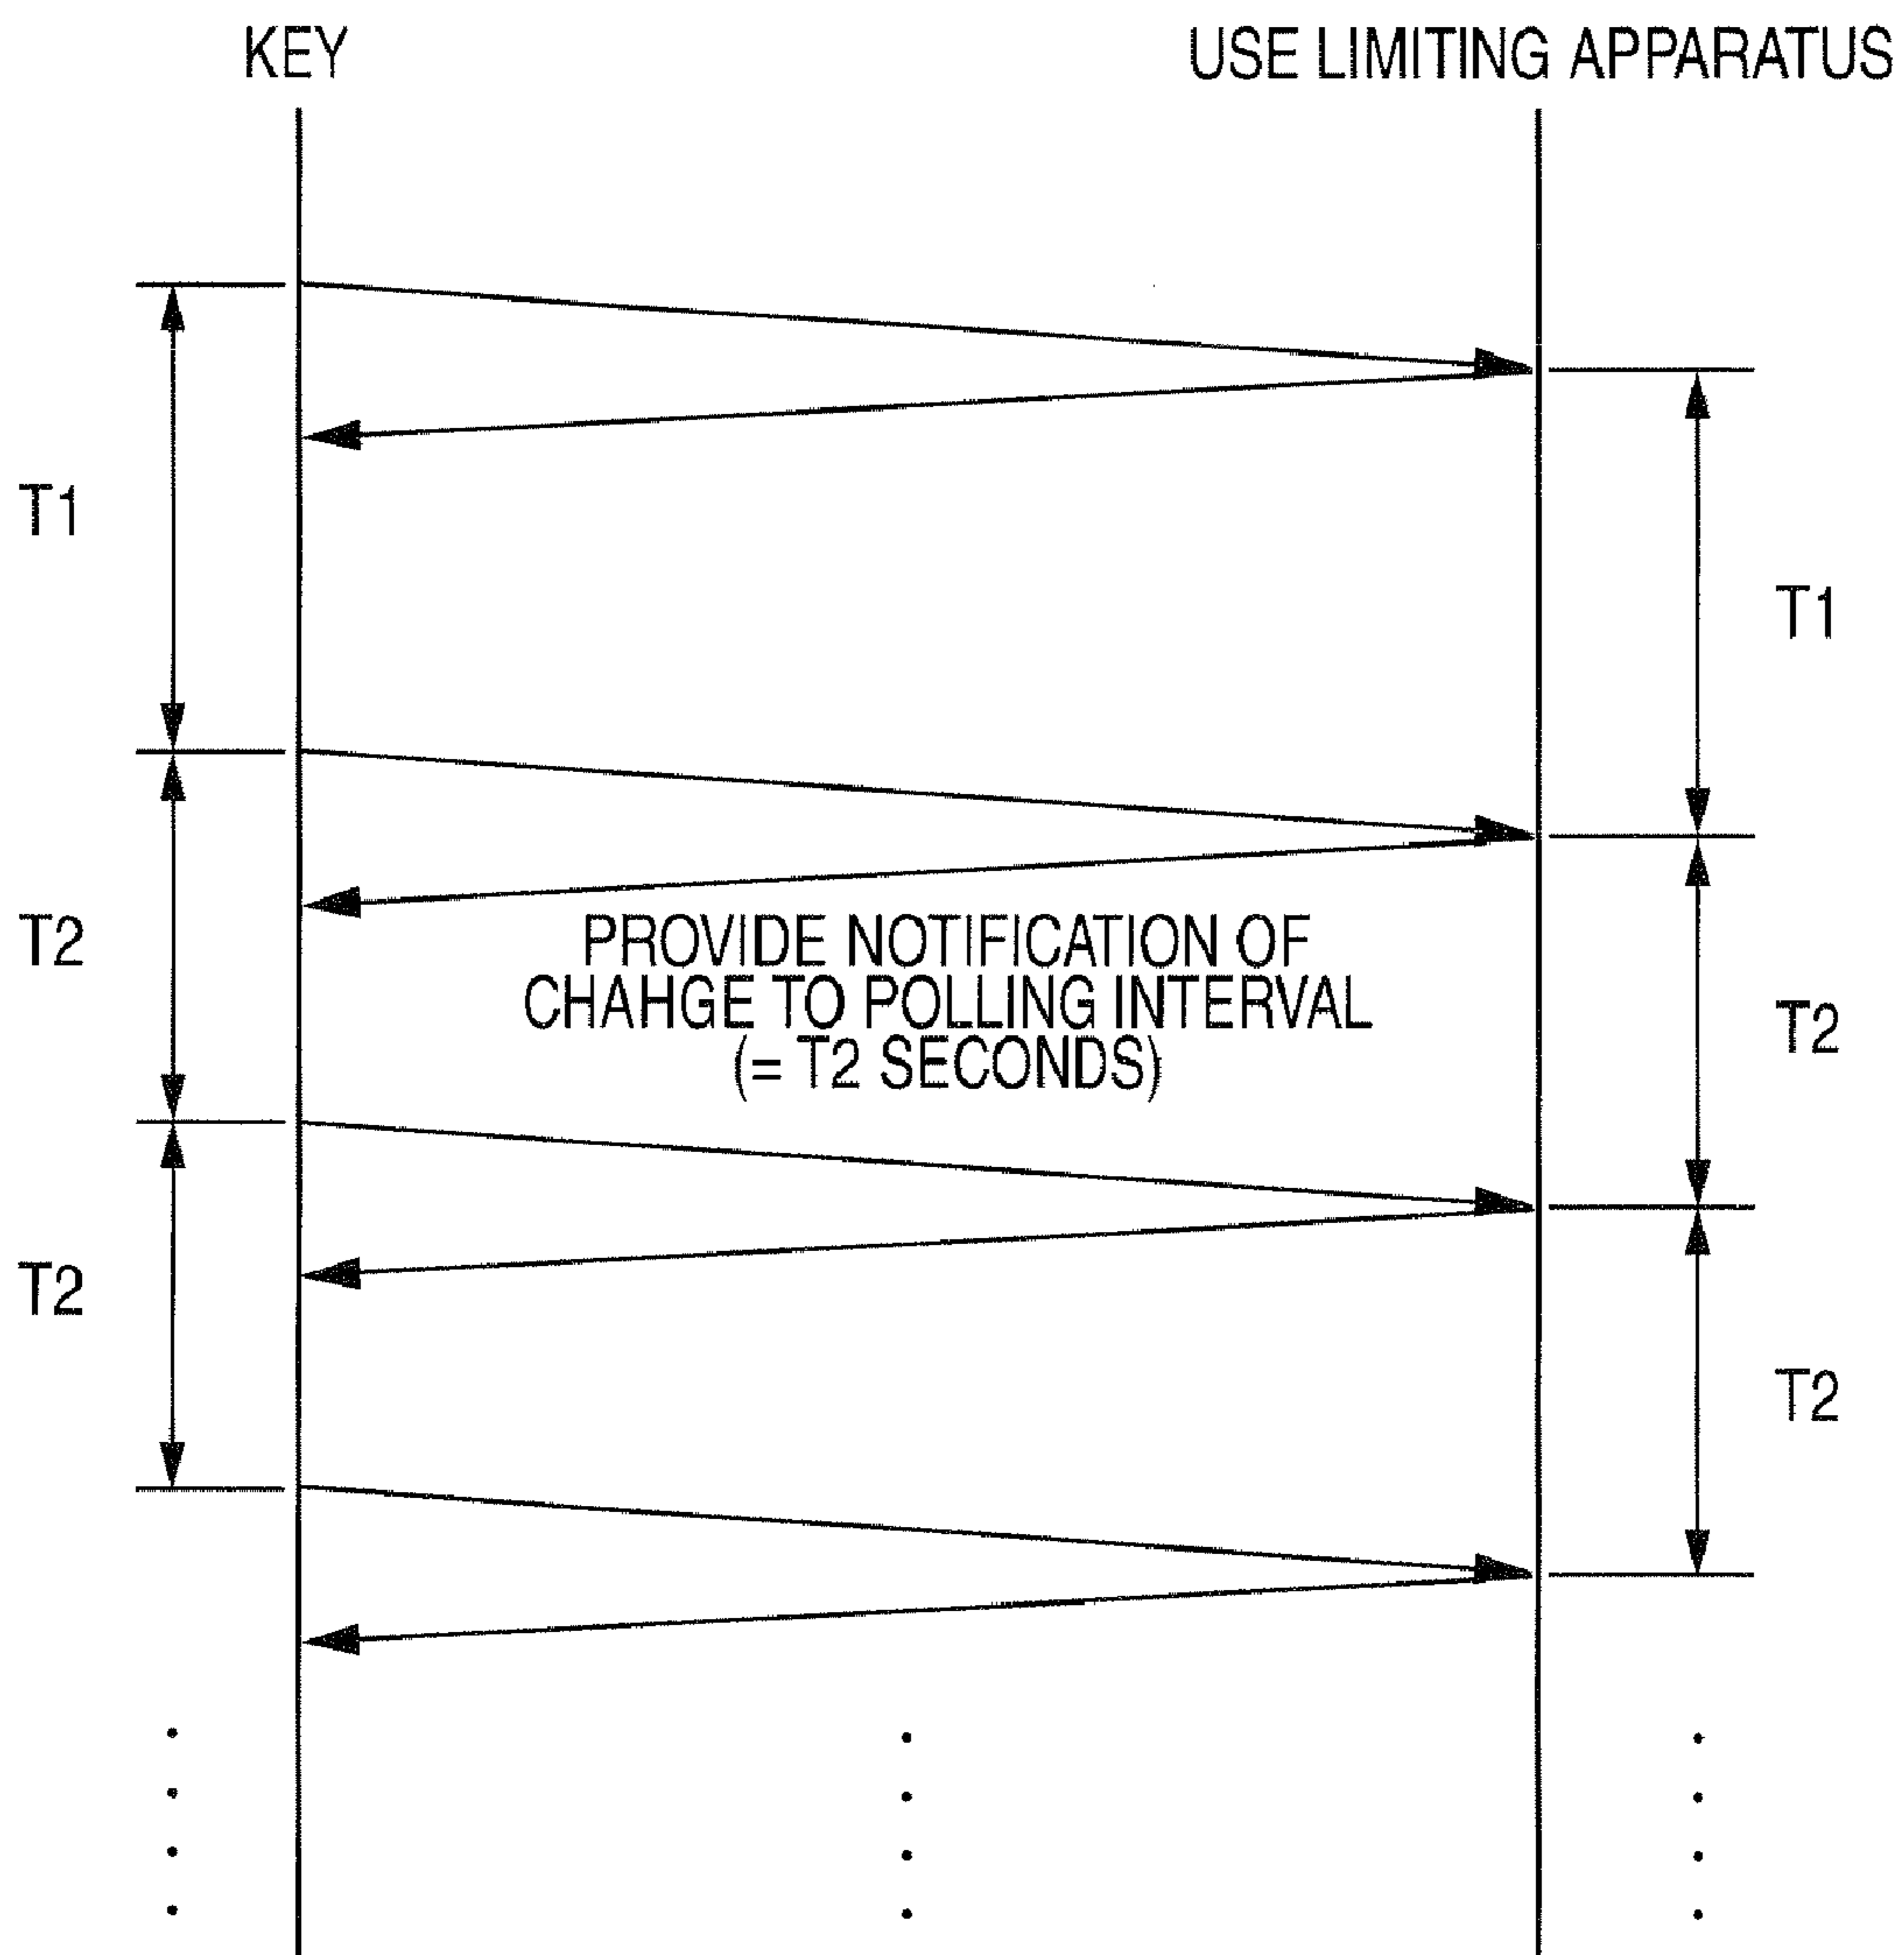 KEY
USE LIMITING APPARATUS
T1
T1
T2
PROVIDE NOTIFICATION OF
CHAHGE TO POLLING INTERVAL
(= T2 SECONDS)
T2
T2
T2